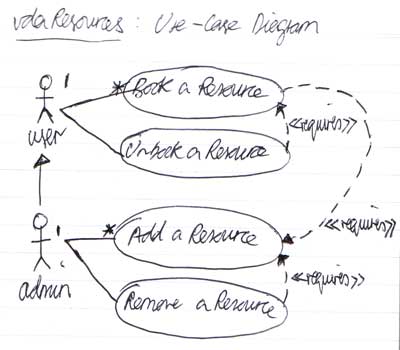 vdaResources : Use-Case Diagram
1
* Book a Resource
user
<<requires>>
Unbook a Resource
<<requires>>
1
* Add a Resource
<<requires>>
admin
Remove a Resource